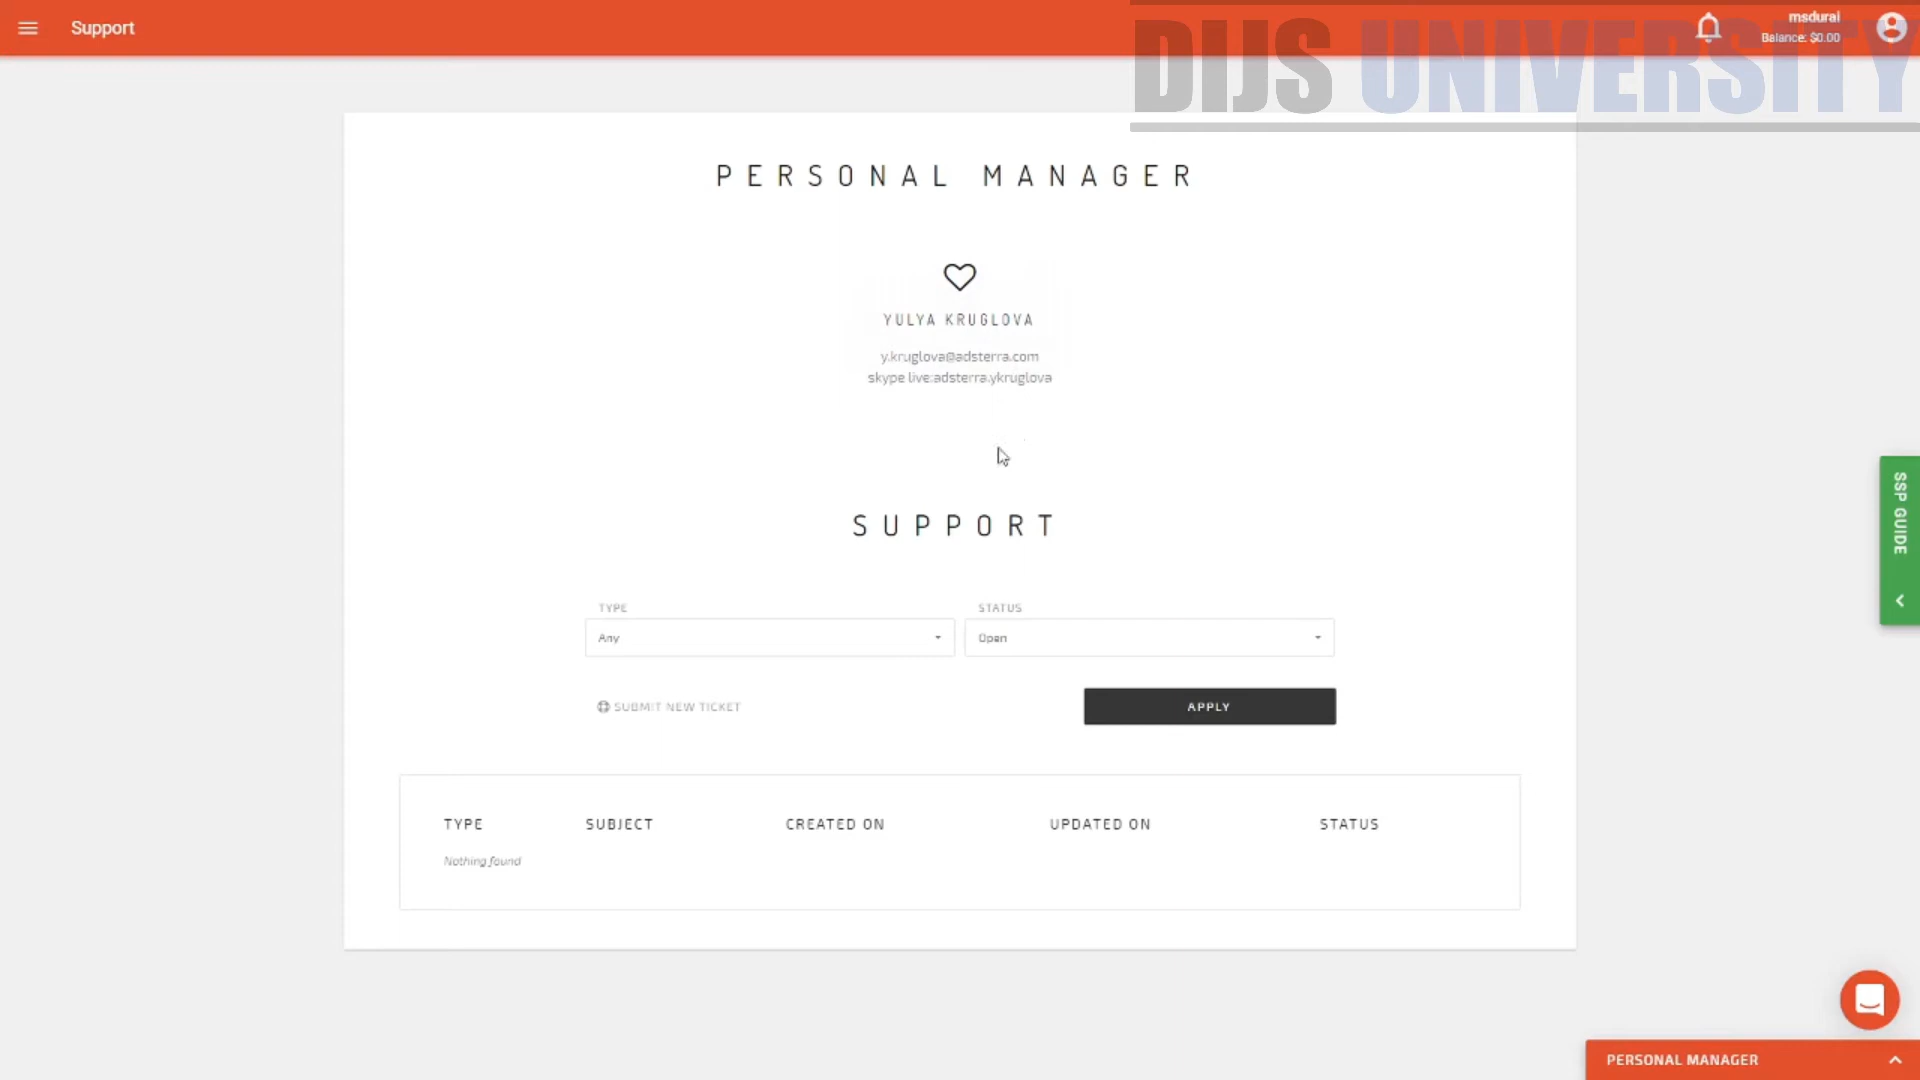 Support
msdurai
Balance: $0.00
DIJS UNIVERSITY
PERSONAL MANAGER
YULYA KRUGLOVA
y.kruglova@adsterra.com
skype live:adsterra.ykruglova
SUPPORT
TYPE STATUS
Any Open
SUBMIT NEW TICKET APPLY
SSP GUIDE
TYPE SUBJECT CREATED ON UPDATED ON STATUS
Nothing found
PERSONAL MANAGER